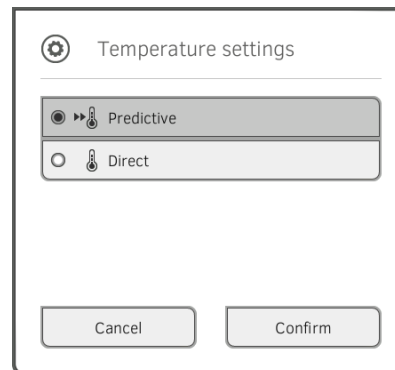 Temperature settings
Predictive
Direct
Cancel
Confirm